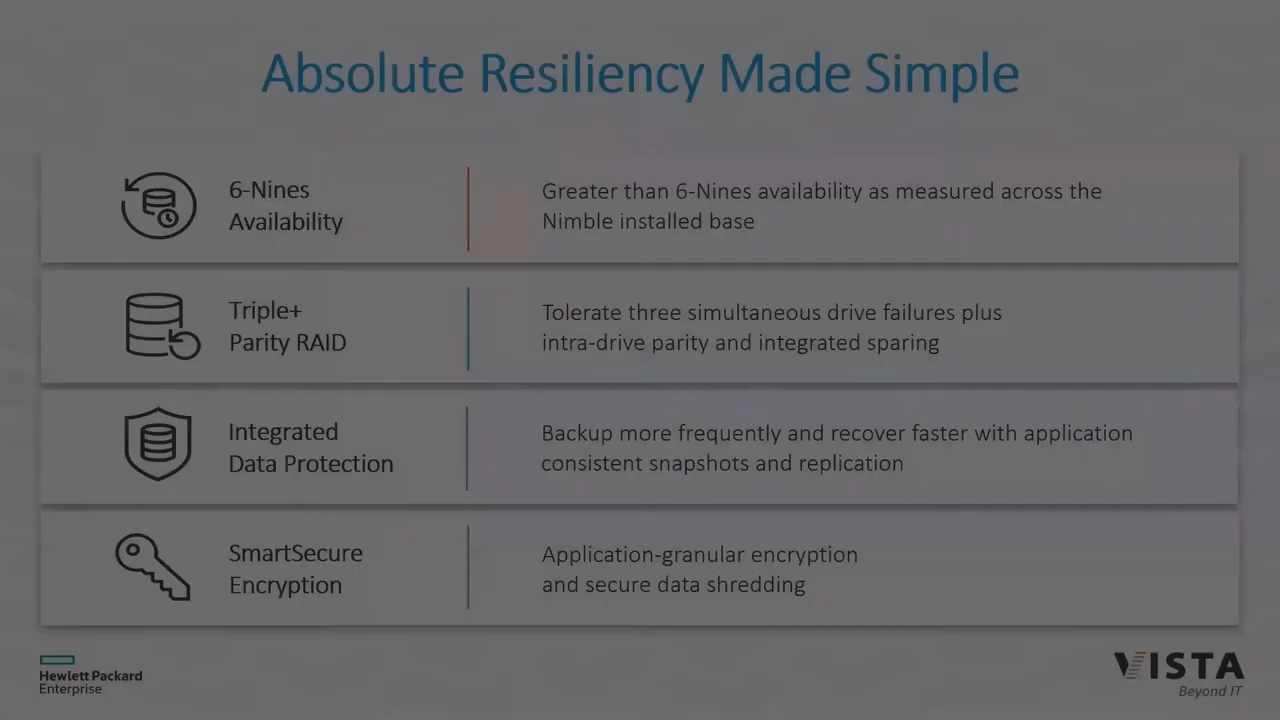 Absolute Resiliency Made Simple
6-Nines
Availability
Greater than 6-Nines availability as measured across the
Nimble installed base
Triple+
Parity RAID
Tolerate three simultaneous drive failures plus
intra-drive parity and integrated sparing
Integrated
Data Protection
Backup more frequently and recover faster with application
consistent snapshots and replication
SmartSecure
Encryption
Application-granular encryption
and secure data shredding
Hewlett Packard
Enterprise
VISTA
Beyond IT